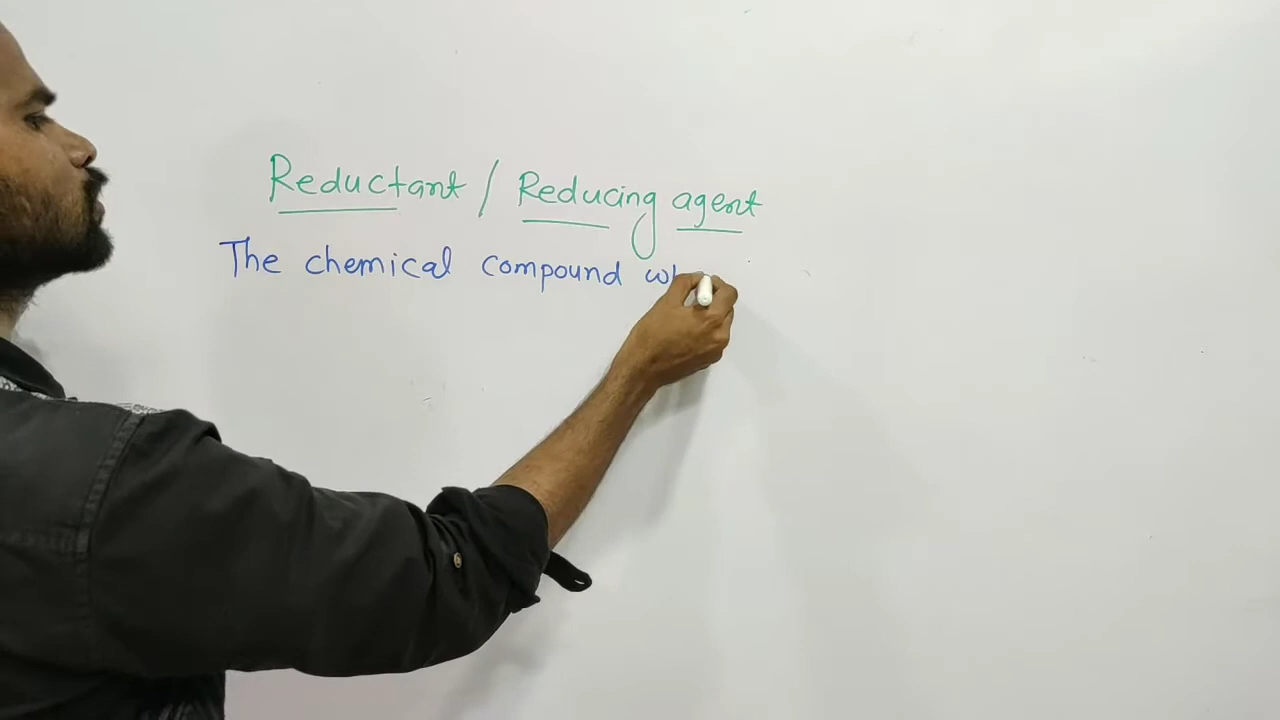 Reductant / Reducing agent
The chemical compound